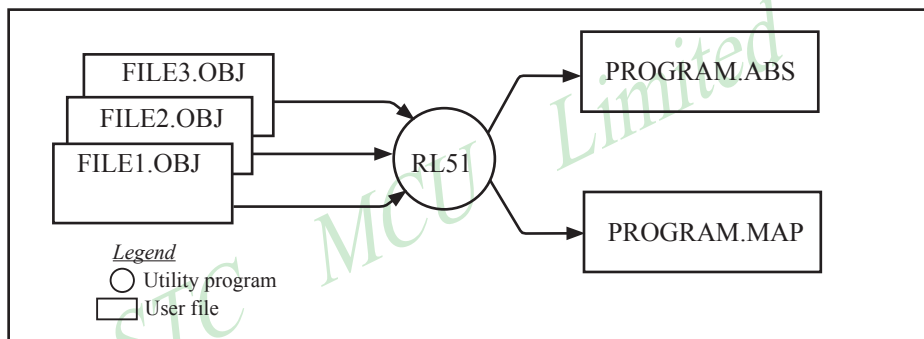 FILE3.OBJ
FILE2.OBJ
FILE1.OBJ
RL51
PROGRAM.ABS
PROGRAM.MAP
Legend
Utility program
User file
STC MCU Limited